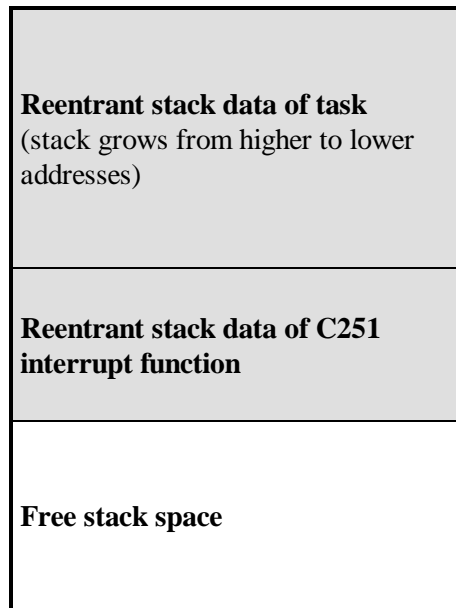 Reentrant stack data of task
(stack grows from higher to lower
addresses)
Reentrant stack data of C251
interrupt function
Free stack space